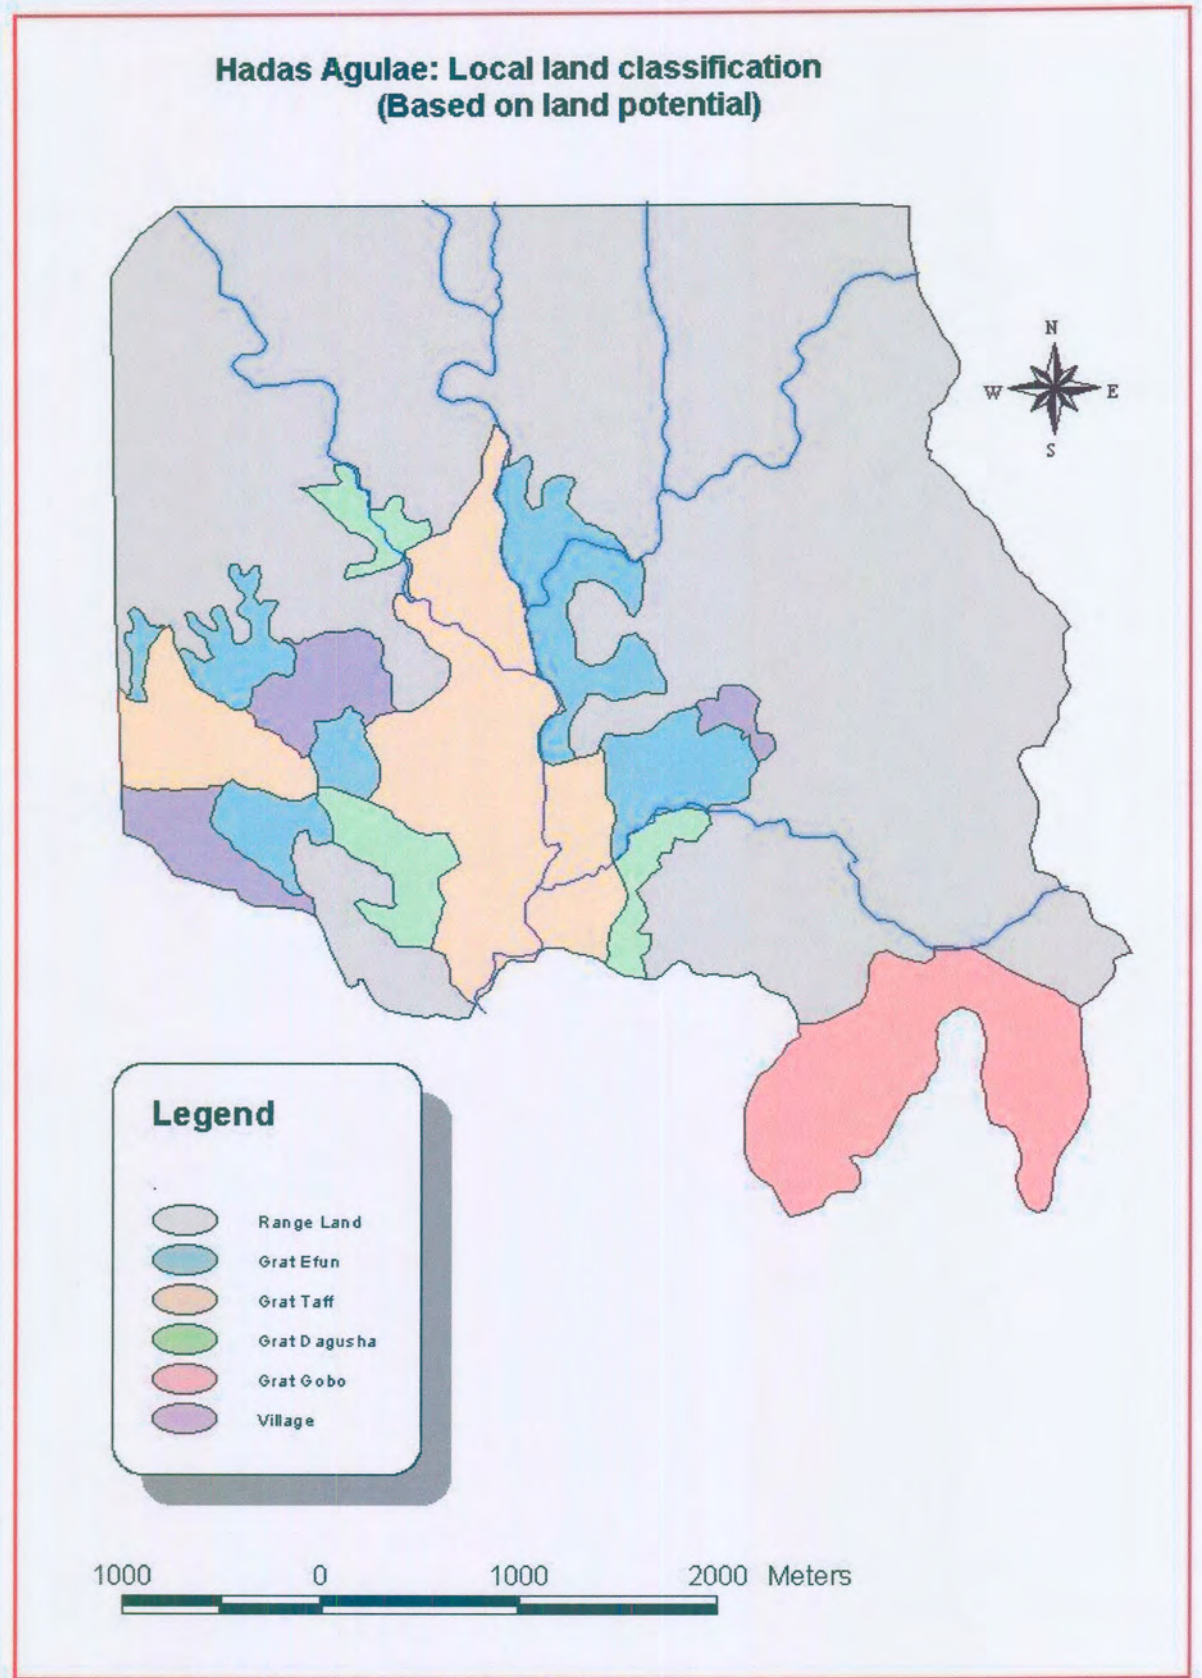 Hadas Agulae: Local land classification
(Based on land potential)
N
W E
S
Legend
Range Land
Grat Efun
Grat Taff
Grat Dagusha
Grat Gobo
Village
1000 0 1000 2000 Meters